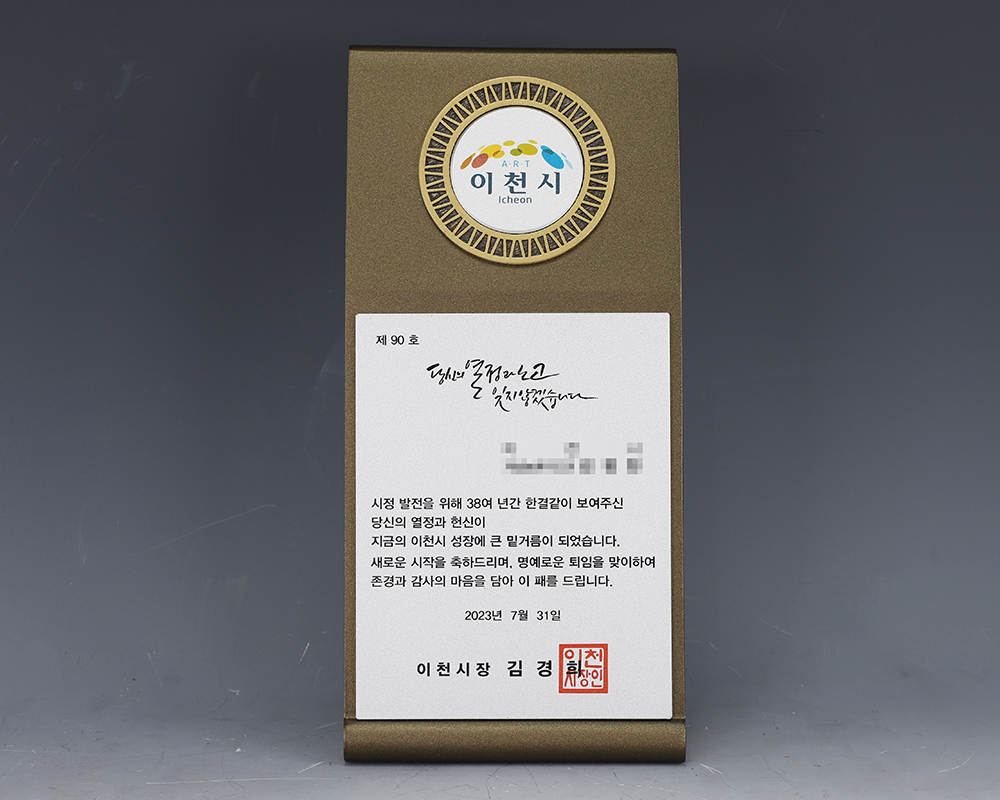 A·R·T
이천시
Icheon
제 90 호
당신의 열정과 노고
잊지 않겠습니다
시정 발전을 위해 38여 년간 한결같이 보여주신
당신의 열정과 헌신이
지금의 이천시 성장에 큰 밑거름이 되었습니다.
새로운 시작을 축하드리며, 명예로운 퇴임을 맞이하여
존경과 감사의 마음을 담아 이 패를 드립니다.
2023년 7월 31일
이천시장 김경희
이천
시장인